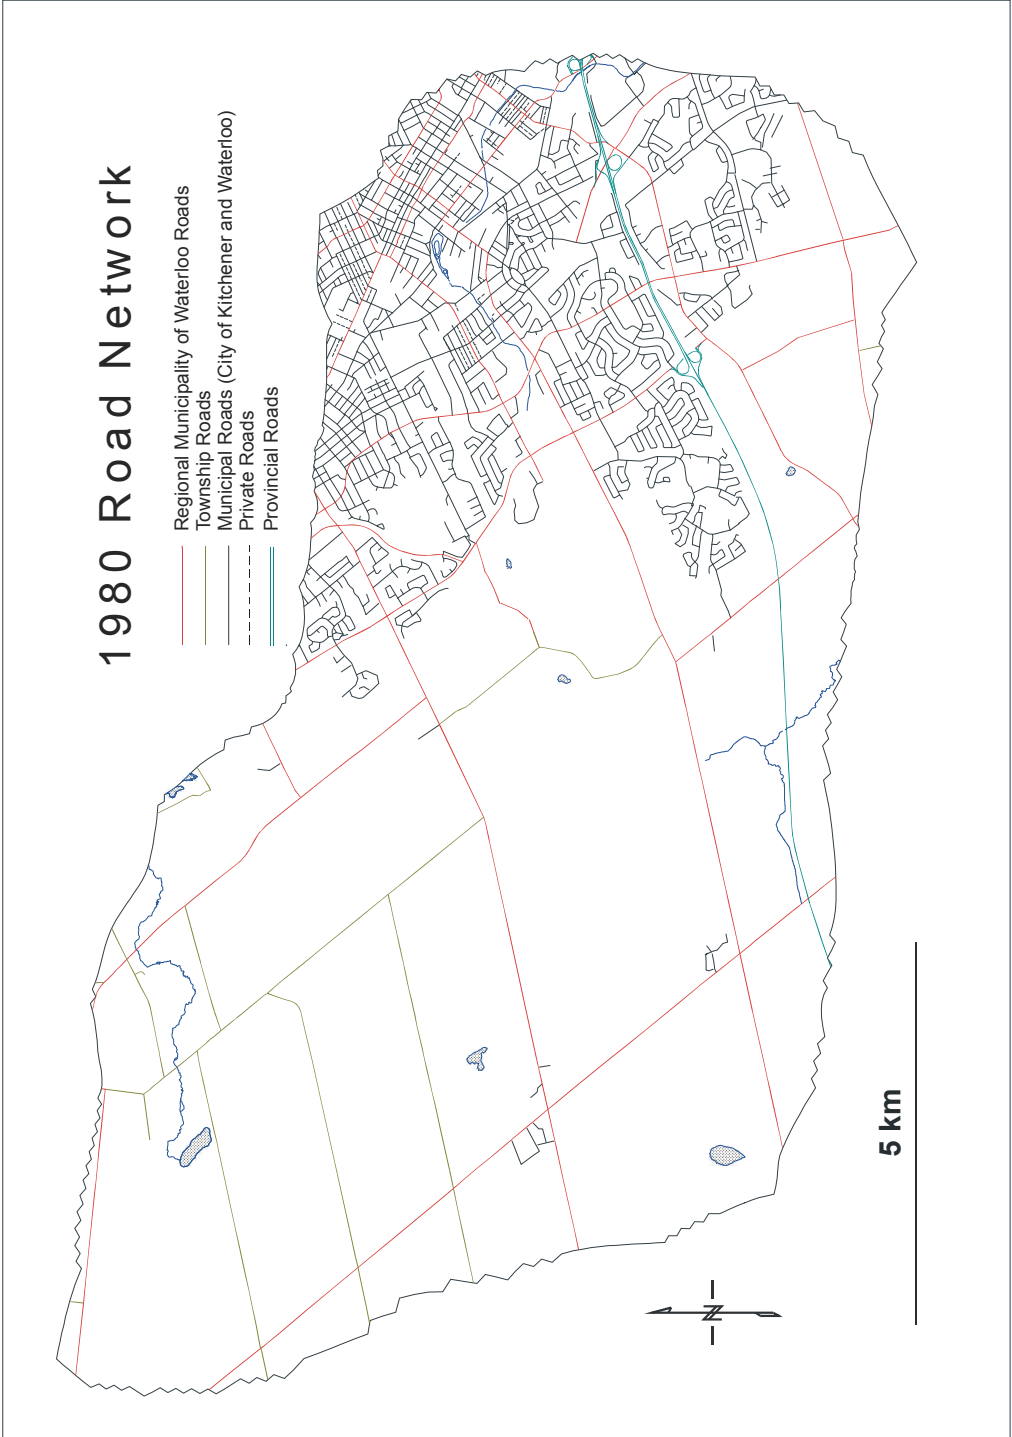 1980 Road Network
Regional Municipality of Waterloo Roads
Township Roads
Municipal Roads (City of Kitchener and Waterloo)
Private Roads
Provincial Roads
5 km
N